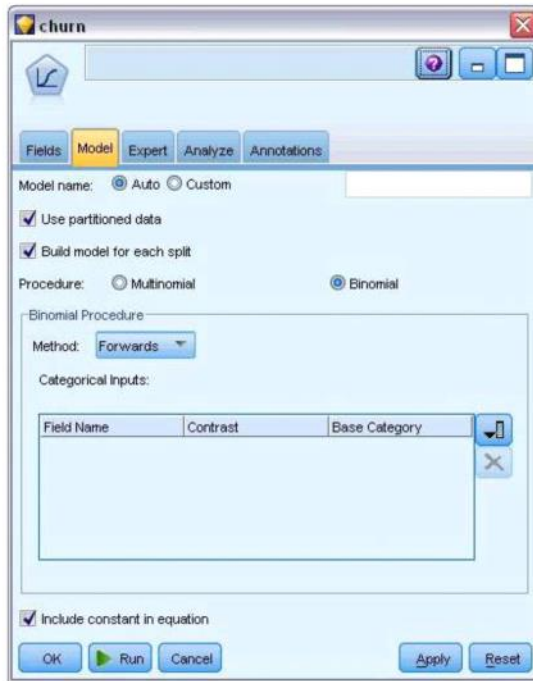 churn
Fields Model Expert Analyze Annotations
Model name: Auto Custom
Use partitioned data
Build model for each split
Procedure: Multinomial Binomial
Binomial Procedure
Method: Forwards
Categorical Inputs:
Field Name Contrast Base Category
Include constant in equation
OK Run Cancel Apply Reset